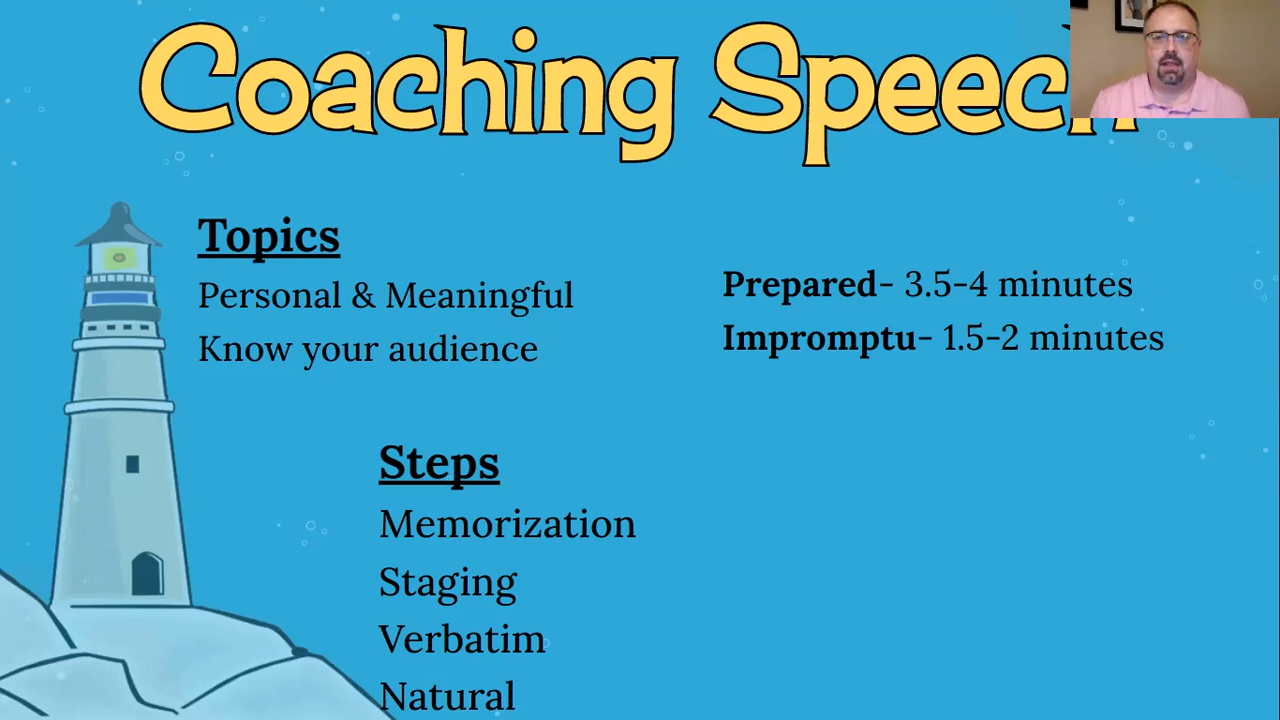 Coaching Speech
Topics
Personal & Meaningful
Know your audience
Prepared- 3.5-4 minutes
Impromptu- 1.5-2 minutes
Steps
Memorization
Staging
Verbatim
Natural